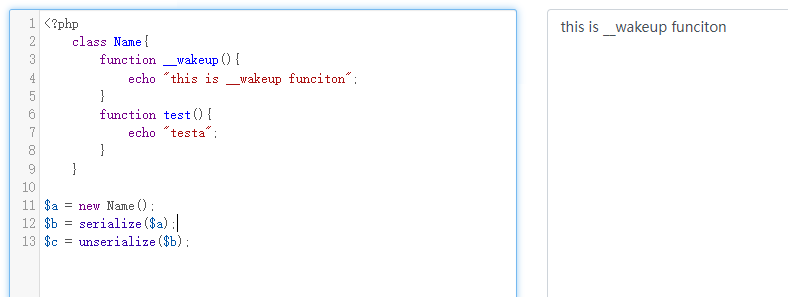 1 <?php
2 class Name{
3 function __wakeup(){
4 echo "this is __wakeup funciton";
5 }
6 function test(){
7 echo "testa";
8 }
9 }
10
11 $a = new Name();
12 $b = serialize($a);
13 $c = unserialize($b);
this is __wakeup funciton